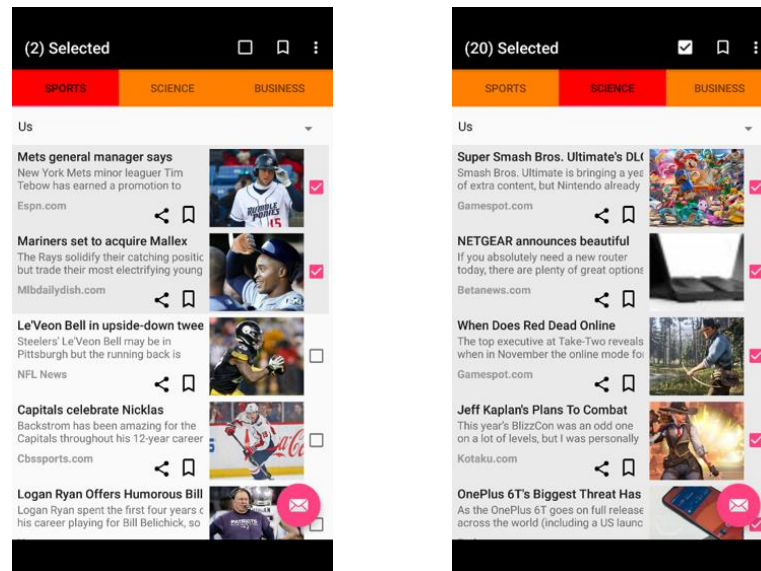 (2) Selected
SPORTS SCIENCE BUSINESS
Us
Mets general manager says
New York Mets minor leaguer Tim
Tebow has earned a promotion to
Espn.com
RUMBLE
PONIES
15
Mariners set to acquire Mallex
The Rays solidify their catching positic
but trade their most electrifying young
Mlbdailydish.com
Le'Veon Bell in upside-down twee
Steelers' Le'Veon Bell may be in
Pittsburgh but the running back is
NFL News
Capitals celebrate Nicklas
Backstrom has been amazing for the
Capitals throughout his 12-year career
Cbssports.com
Logan Ryan Offers Humorous Bill
Logan Ryan spent the first four years c
his career playing for Bill Belichick, so
PATRIOTS
(20) Selected
SPORTS SCIENCE BUSINESS
Us
Super Smash Bros. Ultimate's DL(
Smash Bros. Ultimate is bringing a yea
of extra content, but Nintendo already
Gamespot.com
NETGEAR announces beautiful
If you absolutely need a new router
today, there are plenty of great options
Betanews.com
When Does Red Dead Online
The top executive at Take-Two reveals
when in November the online mode fo
Gamespot.com
Jeff Kaplan's Plans To Combat
This year's BlizzCon was an odd one
on a lot of levels, but I was personally
Kotaku.com
OnePlus 6T's Biggest Threat Has
As the OnePlus 6T goes on full release
across the world (including a US launc